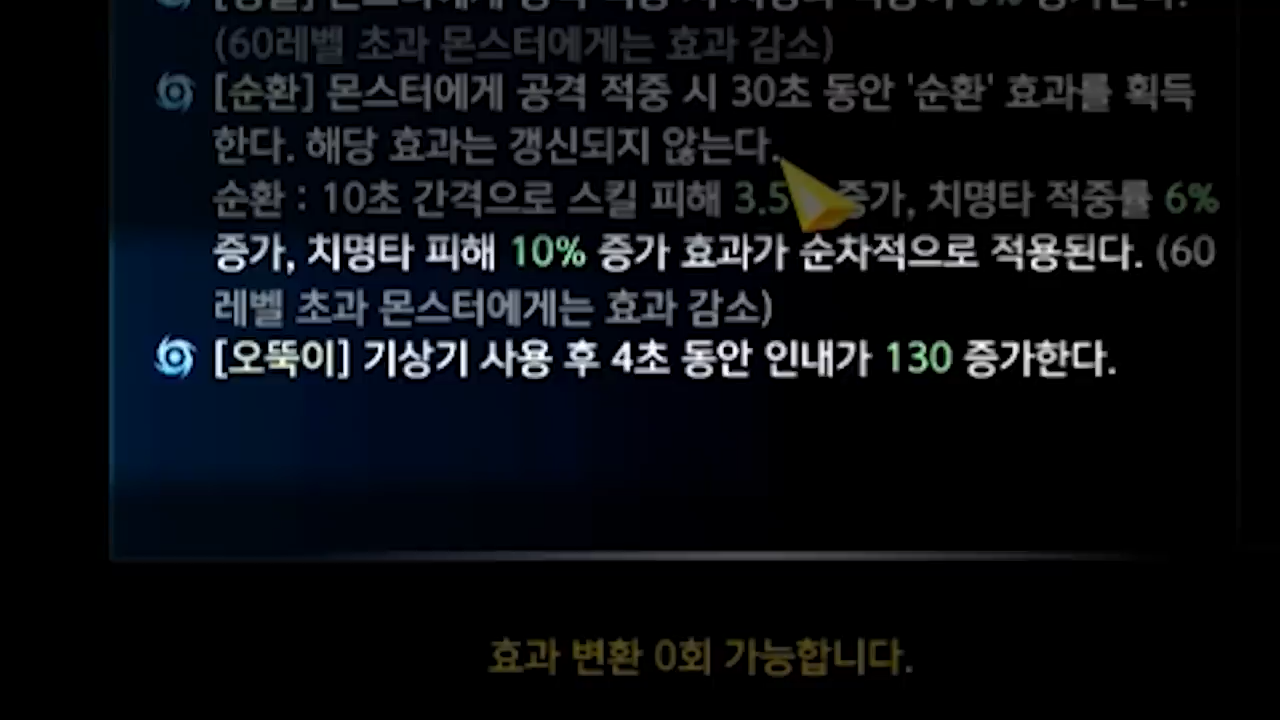 (60레벨 초과 몬스터에게는 효과 감소)
[순환] 몬스터에게 공격 적중 시 30초 동안 '순환' 효과를 획득
한다. 해당 효과는 갱신되지 않는다.
순환 : 10초 간격으로 스킬 피해 3.5 증가, 치명타 적중률 6%
증가, 치명타 피해 10% 증가 효과가 순차적으로 적용된다. (60
레벨 초과 몬스터에게는 효과 감소)
[오뚝이] 기상기 사용 후 4초 동안 인내가 130 증가한다.
효과 변환 0회 가능합니다.